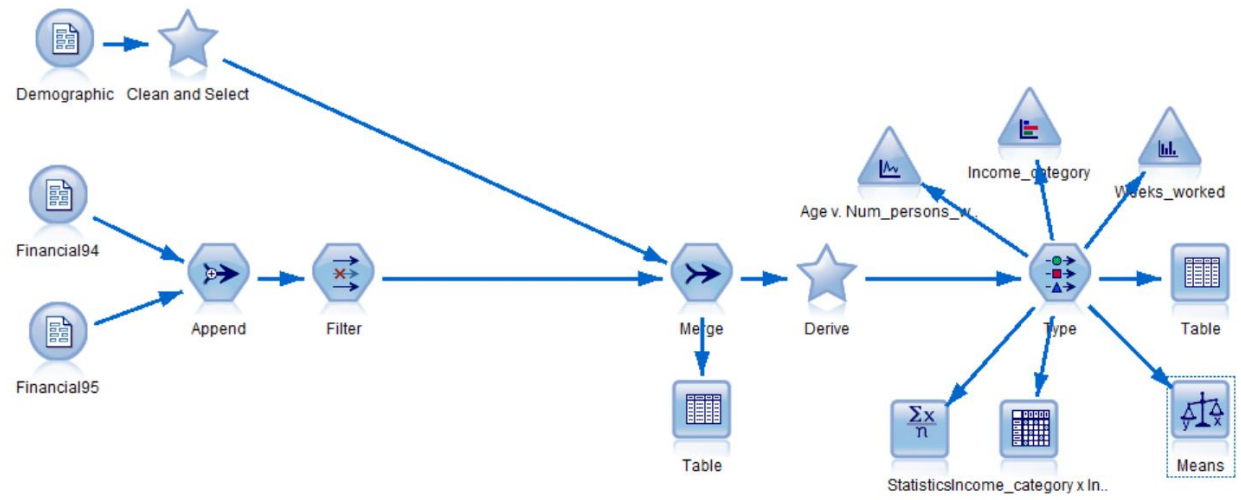 Demographic
Clean and Select
Financial94
Financial95
Append
Filter
Merge
Table
Derive
Age v. Num_persons_w..
Income_category
Weeks_worked
Type
Table
Σx
n
Statistics
Income_category x In..
y x
Means